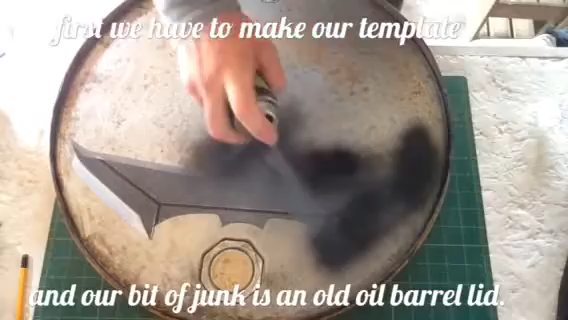 first we have to make our template
and our bit of junk is an old oil barrel lid.